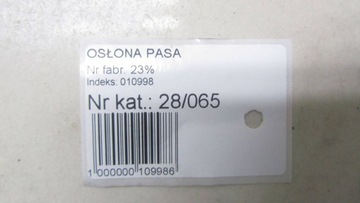 OSŁONA PASA
Nr fabr. 23%
Indeks: 010998
Nr kat.: 28/065
1 000000 109986